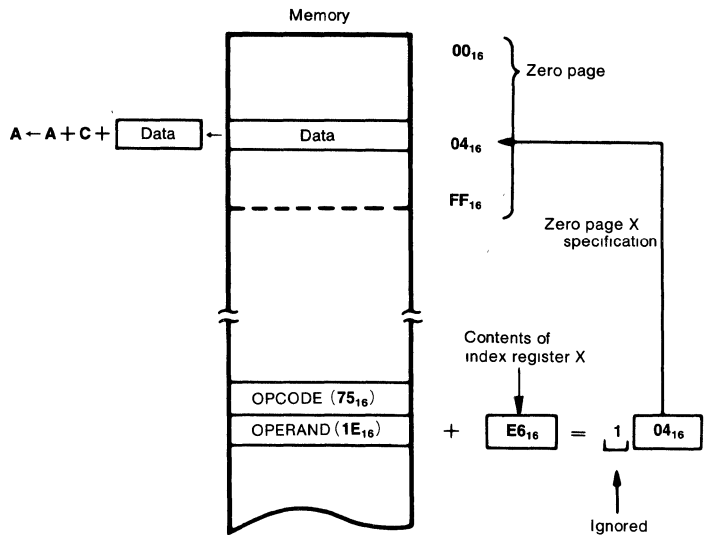 Memory
00₁₆
Zero page
A ← A + C + Data ← Data
04₁₆
FF₁₆
Zero page X
specification
Contents of
index register X
OPCODE (75₁₆)
OPERAND (1E₁₆) + E6₁₆ = 1 04₁₆
Ignored